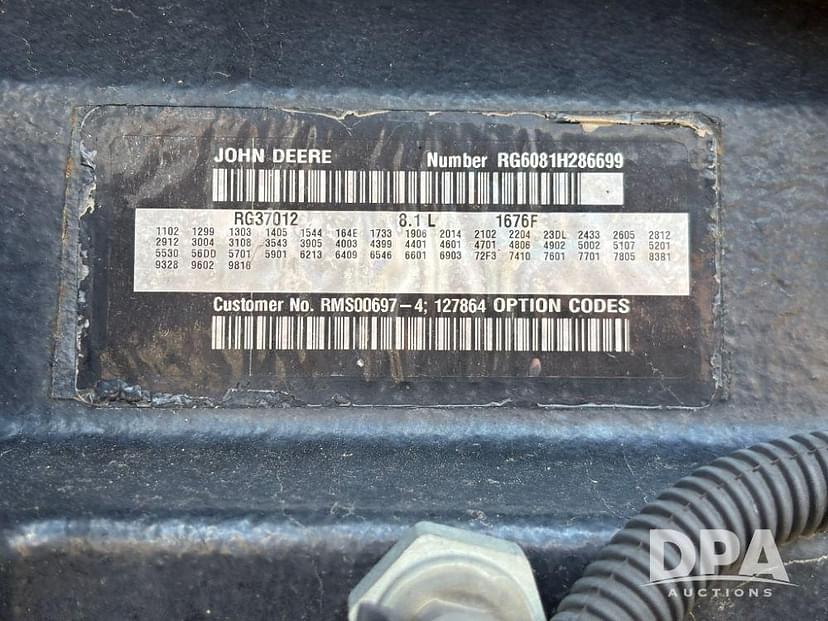 JOHN DEERE Number RG6081H286699
RG37012 8.1 L 1676F
1102 1299 1303 1405 1544 164E 1733 1906 2014 2102 2204 23DL 2433 2605 2812
2912 3004 3108 3543 3905 4003 4399 4401 4601 4701 4806 4902 5002 5107 5201
5530 56DD 5701 5901 6213 6409 6546 6601 6903 72F3 7410 7601 7701 7805 8381
9328 9602 9816
Customer No. RMS00697-4; 127864 OPTION CODES
DPA
AUCTIONS